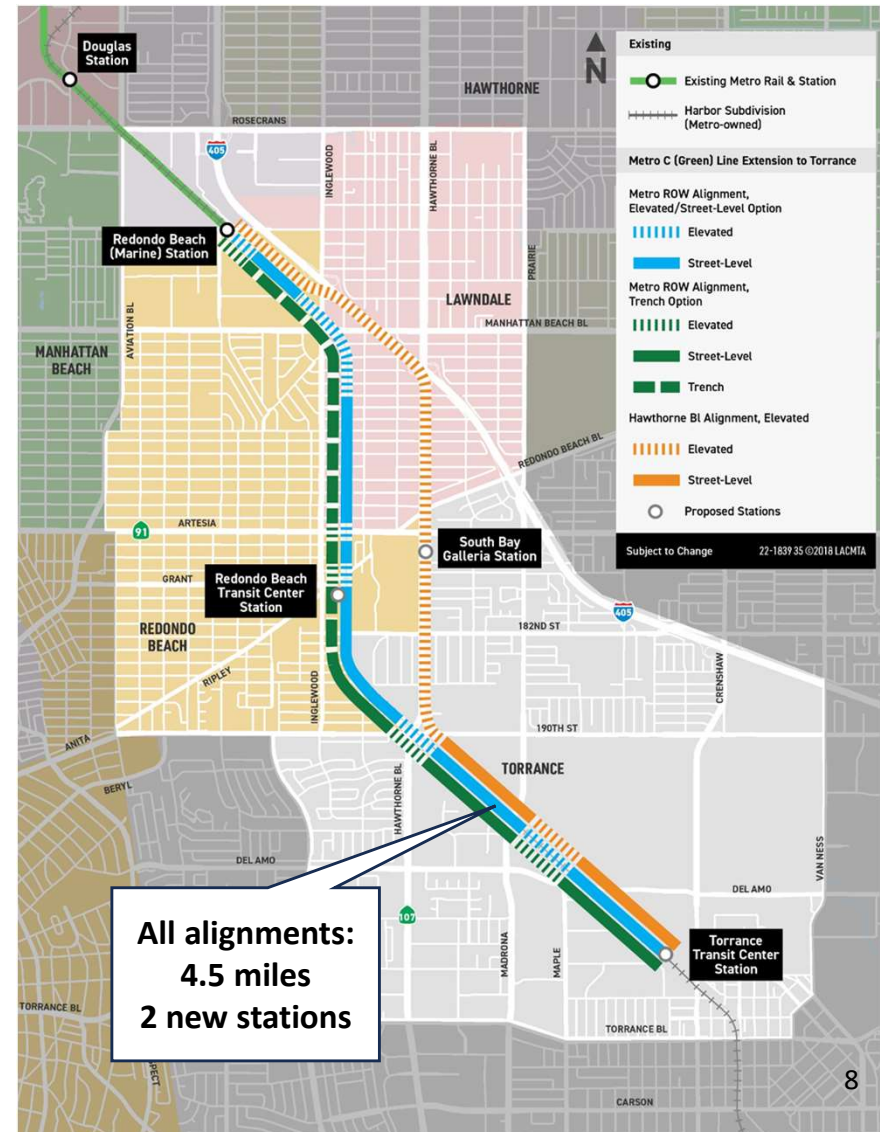 Douglas
Station
HAWTHORNE
N
ROSECRANS
405
INGLEWOOD
HAWTHORNE BL
PRAIRIE
Redondo Beach
(Marine) Station
AVIATION BL
LAWNDALE
MANHATTAN BEACH BL
MANHATTAN
BEACH
REDONDO BEACH BL
ARTESIA
91
South Bay
Galleria Station
GRANT
Redondo Beach
Transit Center
Station
405
182ND ST
REDONDO
BEACH
RIPLEY
INGLEWOOD
CRENSHAW
190TH ST
ANITA
TORRANCE
BERYL
HAWTHORNE BL
VAN NESS
DEL AMO
DEL AMO
107
MADRONA
MAPLE
Torrance
Transit Center
Station
TORRANCE BL
TORRANCE BL
SPECT
CARSON
All alignments:
4.5 miles
2 new stations
Existing
Existing Metro Rail & Station
Harbor Subdivision
(Metro-owned)
Metro C (Green) Line Extension to Torrance
Metro ROW Alignment,
Elevated/Street-Level Option
Elevated
Street-Level
Metro ROW Alignment,
Trench Option
Elevated
Street-Level
Trench
Hawthorne Bl Alignment, Elevated
Elevated
Street-Level
Proposed Stations
Subject to Change
22-1839 35 ©2018 LACMTA
8